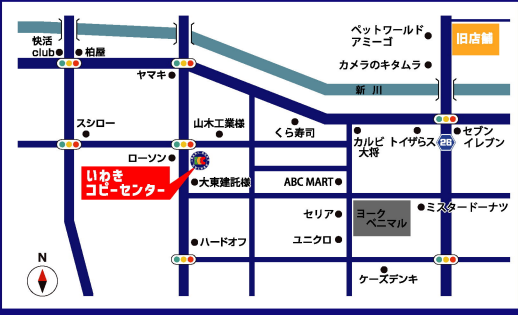 ペットワールド
アミーゴ
旧店舗
快活
club
柏屋
カメラのキタムラ
ヤマキ
新 川
スシロー
山木工業様
くら寿司
カルビ
大将
トイザらス
セブン
イレブン
26
ローソン
いわき
コピーセンター
大東建託様
ABC MART
セリア
ヨーク
ベニマル
ミスタードーナツ
ハードオフ
ユニクロ
ケーズデンキ
N